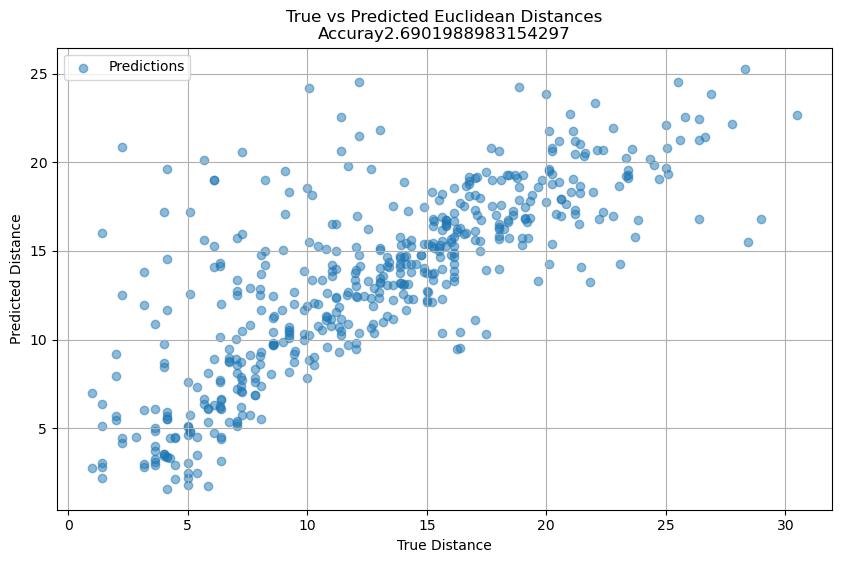 True vs Predicted Euclidean Distances
Accuray2.6901988983154297
Predictions
25
20
15
10
5
Predicted Distance
0 5 10 15 20 25 30
True Distance